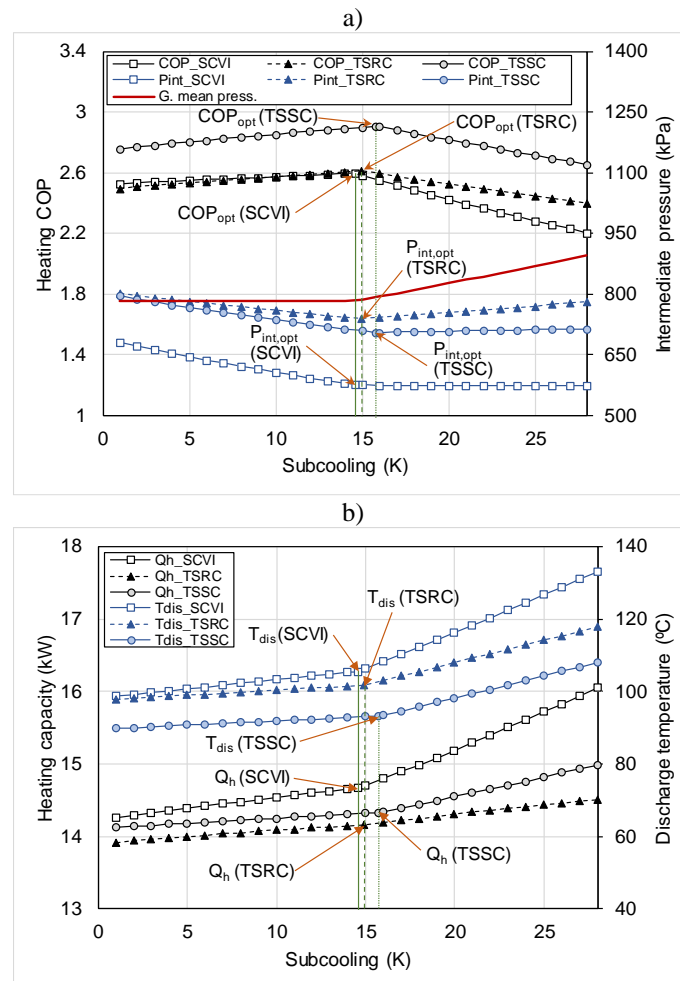 a)
3.4
3
2.6
2.2
1.8
1.4
1
Heating COP
COP_SCVI COP_TSRC COP_TSSC
Pint_SCVI Pint_TSRC Pint_TSSC
G. mean press.
COPopt (TSSC)
COPopt (TSRC)
COPopt (SCVI)
Pint,opt
(TSRC)
Pint,opt
(SCVI)
Pint,opt
(TSSC)
1400
1250
1100
950
800
650
500
Intermediate pressure (kPa)
0 5 10 15 20 25
Subcooling (K)
b)
18
17
16
15
14
13
Heating capacity (kW)
Qh_SCVI
Qh_TSRC
Qh_TSSC
Tdis_SCVI
Tdis_TSRC
Tdis_TSSC
Tdis (TSRC)
Tdis (SCVI)
Tdis (TSSC)
Qh (SCVI)
Qh (TSRC)
Qh (TSSC)
140
120
100
80
60
40
Discharge temperature (ºC)
0 5 10 15 20 25
Subcooling (K)